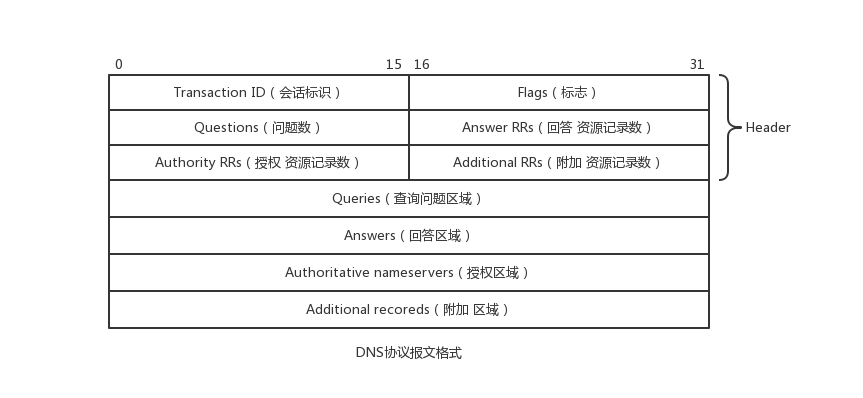 0 15 16 31
Transaction ID（会话标识） Flags（标志）
Questions（问题数） Answer RRs（回答 资源记录数） Header
Authority RRs（授权 资源记录数） Additional RRs（附加 资源记录数）
Queries（查询问题区域）
Answers（回答区域）
Authoritative nameservers（授权区域）
Additional recoreds（附加 区域）
DNS协议报文格式